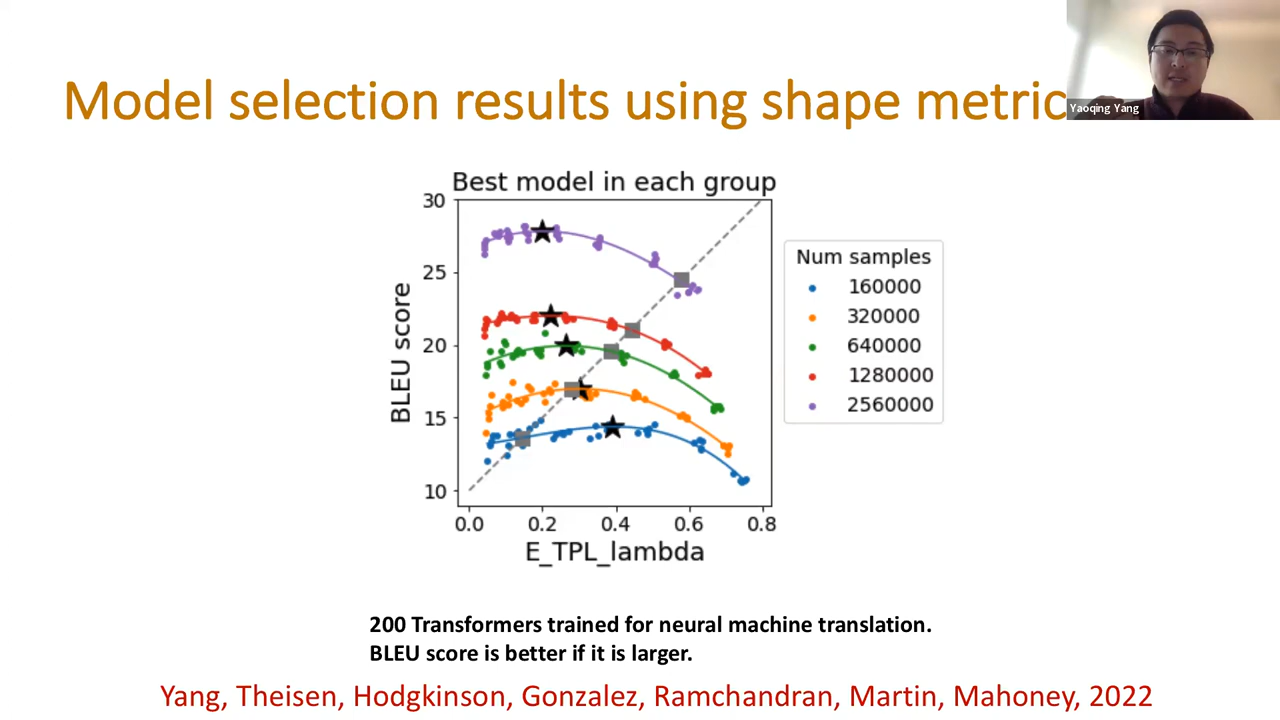 Model selection results using shape metric
Yaoqing Yang
Best model in each group
30
25
20
15
10
BLEU score
0.0 0.2 0.4 0.6 0.8
E_TPL_lambda
Num samples
160000
320000
640000
1280000
2560000
200 Transformers trained for neural machine translation.
BLEU score is better if it is larger.
Yang, Theisen, Hodgkinson, Gonzalez, Ramchandran, Martin, Mahoney, 2022